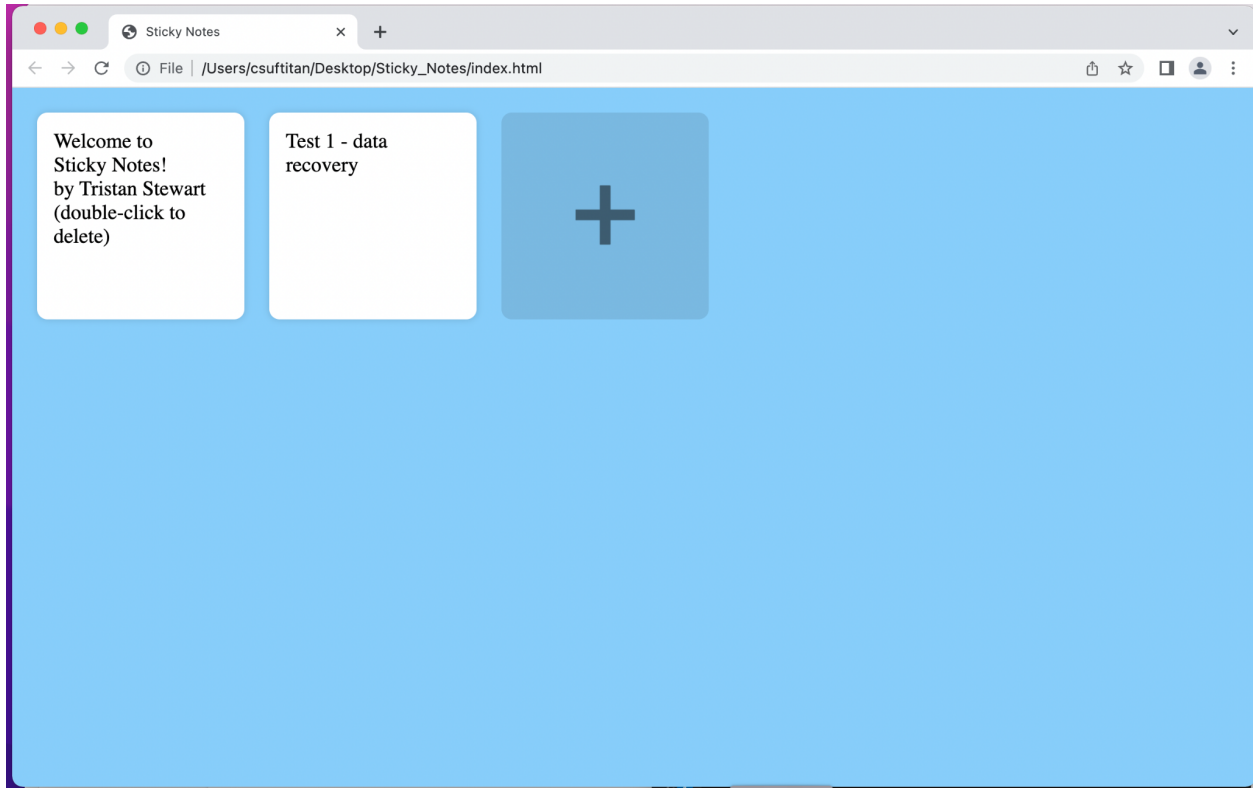 Sticky Notes
File | /Users/csuftitan/Desktop/Sticky_Notes/index.html
Welcome to
Sticky Notes!
by Tristan Stewart
(double-click to
delete)
Test 1 - data
recovery